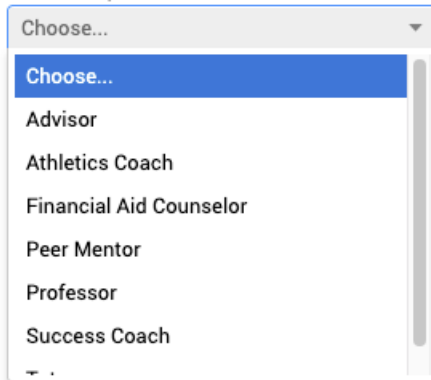 Choose...
Choose...
Advisor
Athletics Coach
Financial Aid Counselor
Peer Mentor
Professor
Success Coach